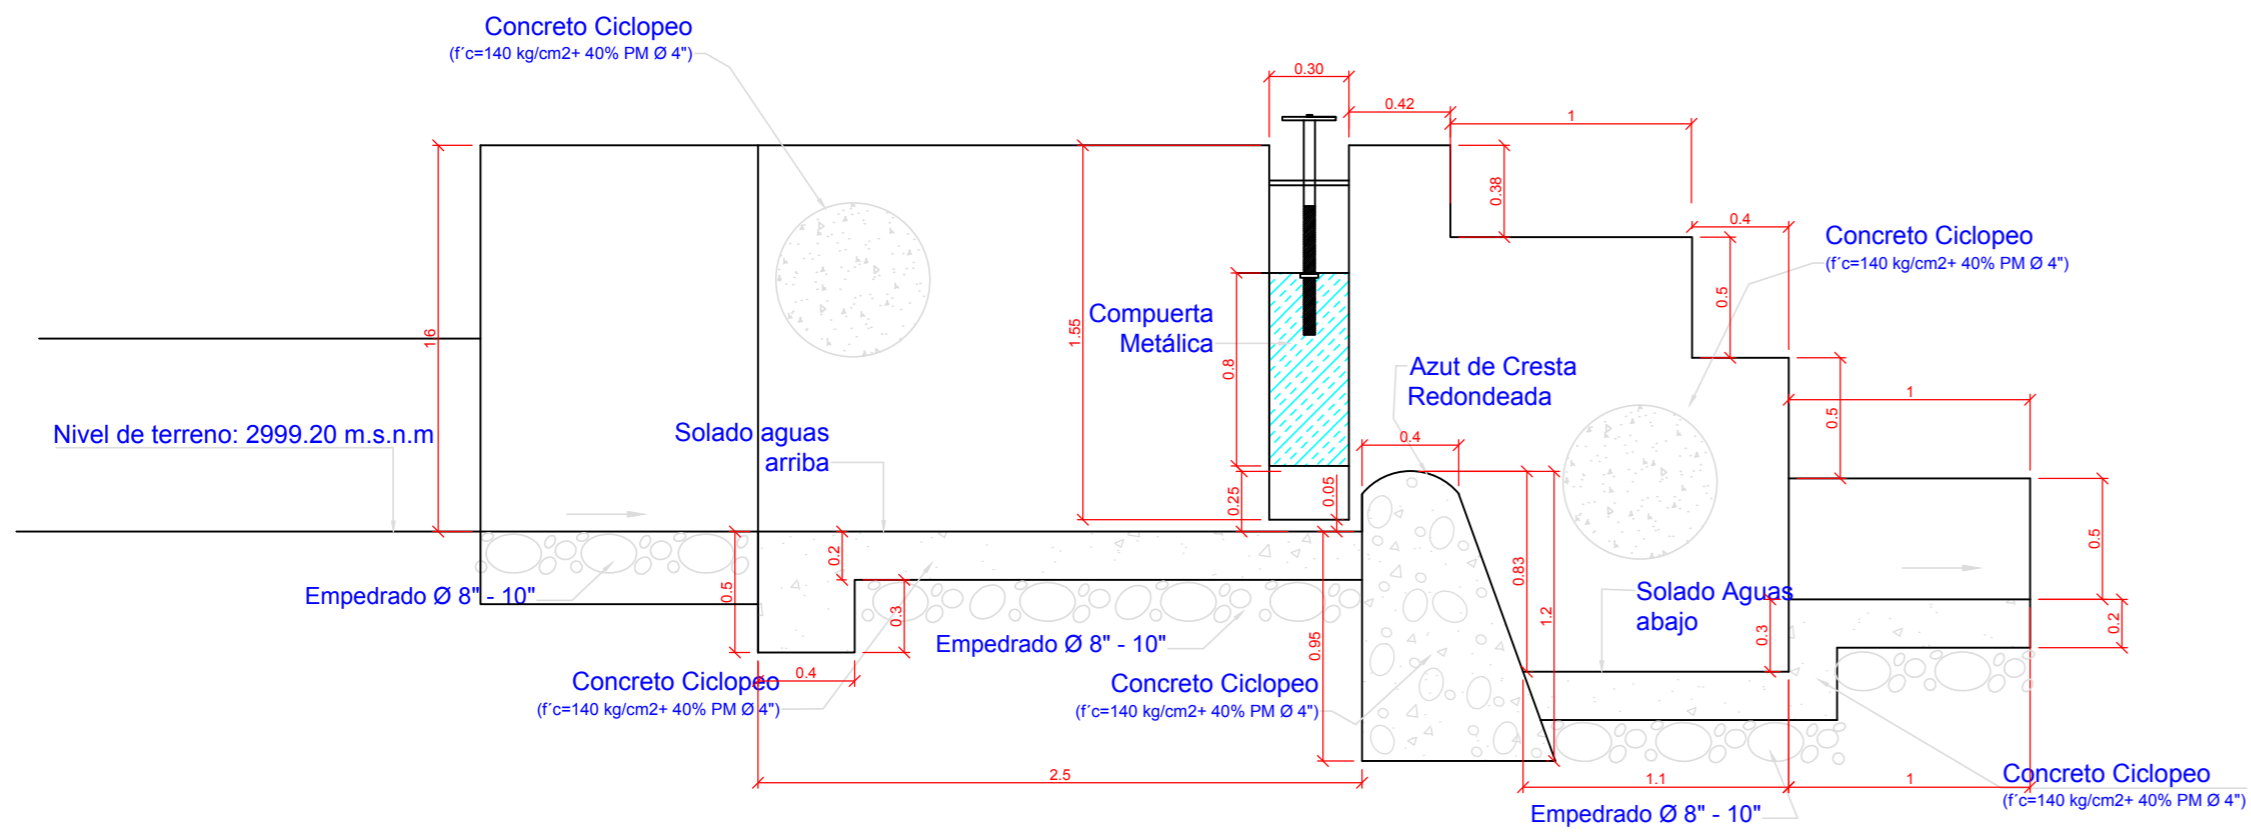 Concreto Ciclopeo
(f´c=140 kg/cm2+ 40% PM Ø 4")
0.30
0.42
1
0.38
0.4
Concreto Ciclopeo
(f´c=140 kg/cm2+ 40% PM Ø 4")
0.5
1.6
1.55
Compuerta
Metálica
0.8
Azut de Cresta
Redondeada
0.5
1
Nivel de terreno: 2999.20 m.s.n.m
Solado aguas
arriba
0.4
0.25
0.05
0.83
1.2
0.5
Empedrado Ø 8" - 10"
0.5
0.2
0.3
Empedrado Ø 8" - 10"
0.95
Solado Aguas
abajo
0.3
0.2
Concreto Ciclopeo
(f´c=140 kg/cm2+ 40% PM Ø 4")
0.4
Concreto Ciclopeo
(f´c=140 kg/cm2+ 40% PM Ø 4")
2.5
1.1
1
Concreto Ciclopeo
(f´c=140 kg/cm2+ 40% PM Ø 4")
Empedrado Ø 8" - 10"